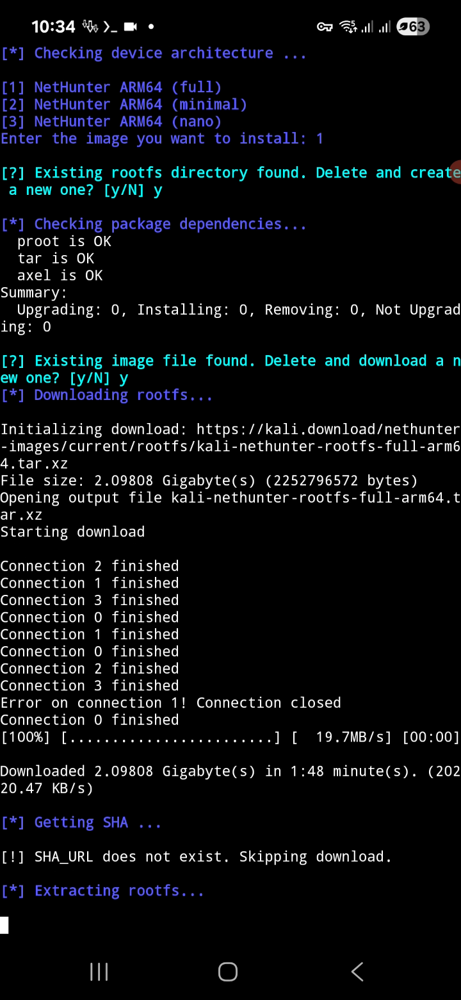 10:34
63
[*] Checking device architecture ...
[1] NetHunter ARM64 (full)
[2] NetHunter ARM64 (minimal)
[3] NetHunter ARM64 (nano)
Enter the image you want to install: 1
[?] Existing rootfs directory found. Delete and create
 a new one? [y/N] y
[*] Checking package dependencies...
  proot is OK
  tar is OK
  axel is OK
Summary:
  Upgrading: 0, Installing: 0, Removing: 0, Not Upgrad
ing: 0
[?] Existing image file found. Delete and download a n
ew one? [y/N] y
[*] Downloading rootfs...
Initializing download: https://kali.download/nethunter
-images/current/rootfs/kali-nethunter-rootfs-full-arm6
4.tar.xz
File size: 2.09808 Gigabyte(s) (2252796572 bytes)
Opening output file kali-nethunter-rootfs-full-arm64.t
ar.xz
Starting download
Connection 2 finished
Connection 1 finished
Connection 3 finished
Connection 0 finished
Connection 1 finished
Connection 0 finished
Connection 2 finished
Connection 3 finished
Error on connection 1! Connection closed
Connection 0 finished
[100%] [........................] [  19.7MB/s] [00:00]
Downloaded 2.09808 Gigabyte(s) in 1:48 minute(s). (202
20.47 KB/s)
[*] Getting SHA ...
[!] SHA_URL does not exist. Skipping download.
[*] Extracting rootfs...